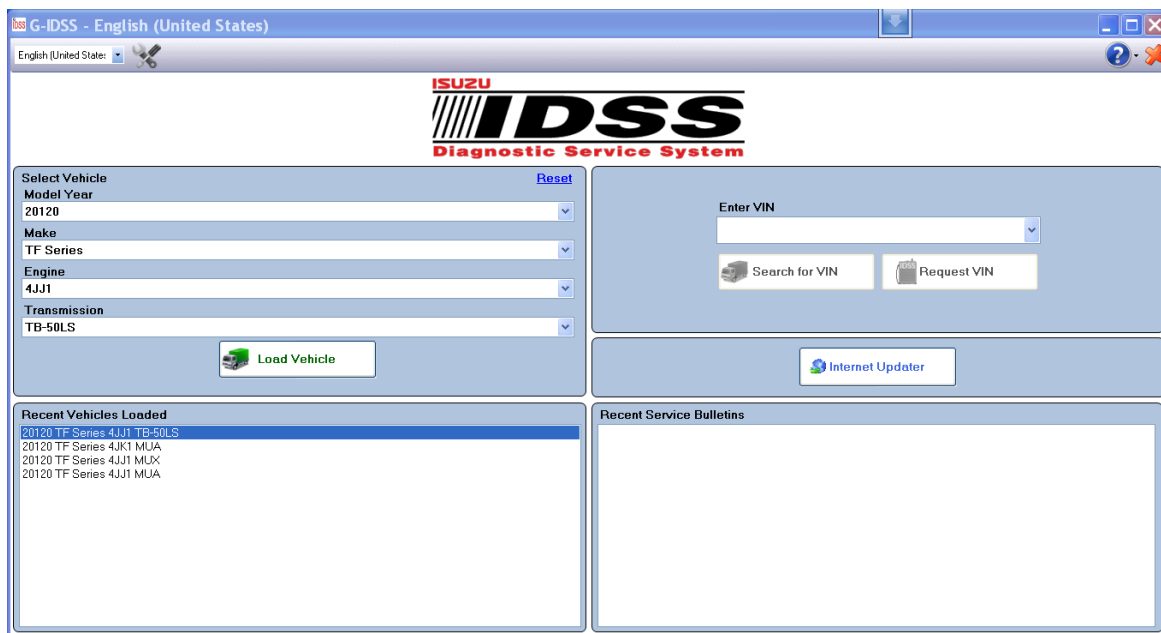 G-IDSS - English (United States)
English (United State:
ISUZU
IDSS
Diagnostic Service System
Select Vehicle
Reset
Model Year
20120
Make
TF Series
Engine
4JJ1
Transmission
TB-50LS
Load Vehicle
Enter VIN
Search for VIN
Request VIN
Internet Updater
Recent Vehicles Loaded
20120 TF Series 4JJ1 TB-50LS
20120 TF Series 4JK1 MUA
20120 TF Series 4JJ1 MUX
20120 TF Series 4JJ1 MUA
Recent Service Bulletins